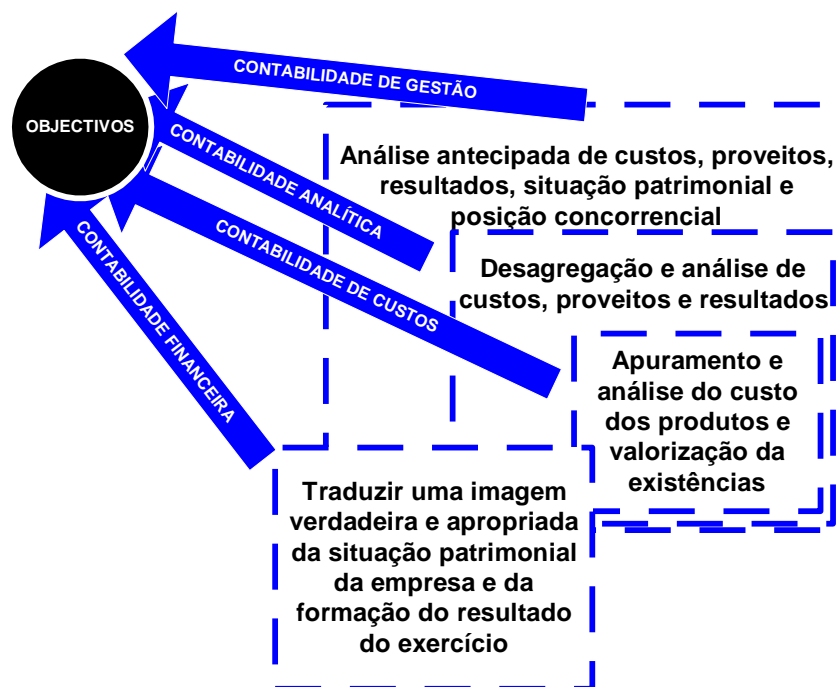 CONTABILIDADE DE GESTÃO
OBJECTIVOS
CONTABILIDADE ANALÍTICA
CONTABILIDADE DE CUSTOS
CONTABILIDADE FINANCEIRA
Análise antecipada de custos, proveitos,
resultados, situação patrimonial e
posição concorrencial
Desagregação e análise de
custos, proveitos e resultados
Apuramento e
análise do custo
dos produtos e
valorização da
existências
Traduzir uma imagem
verdadeira e apropriada
da situação patrimonial
da empresa e da
formação do resultado
do exercício